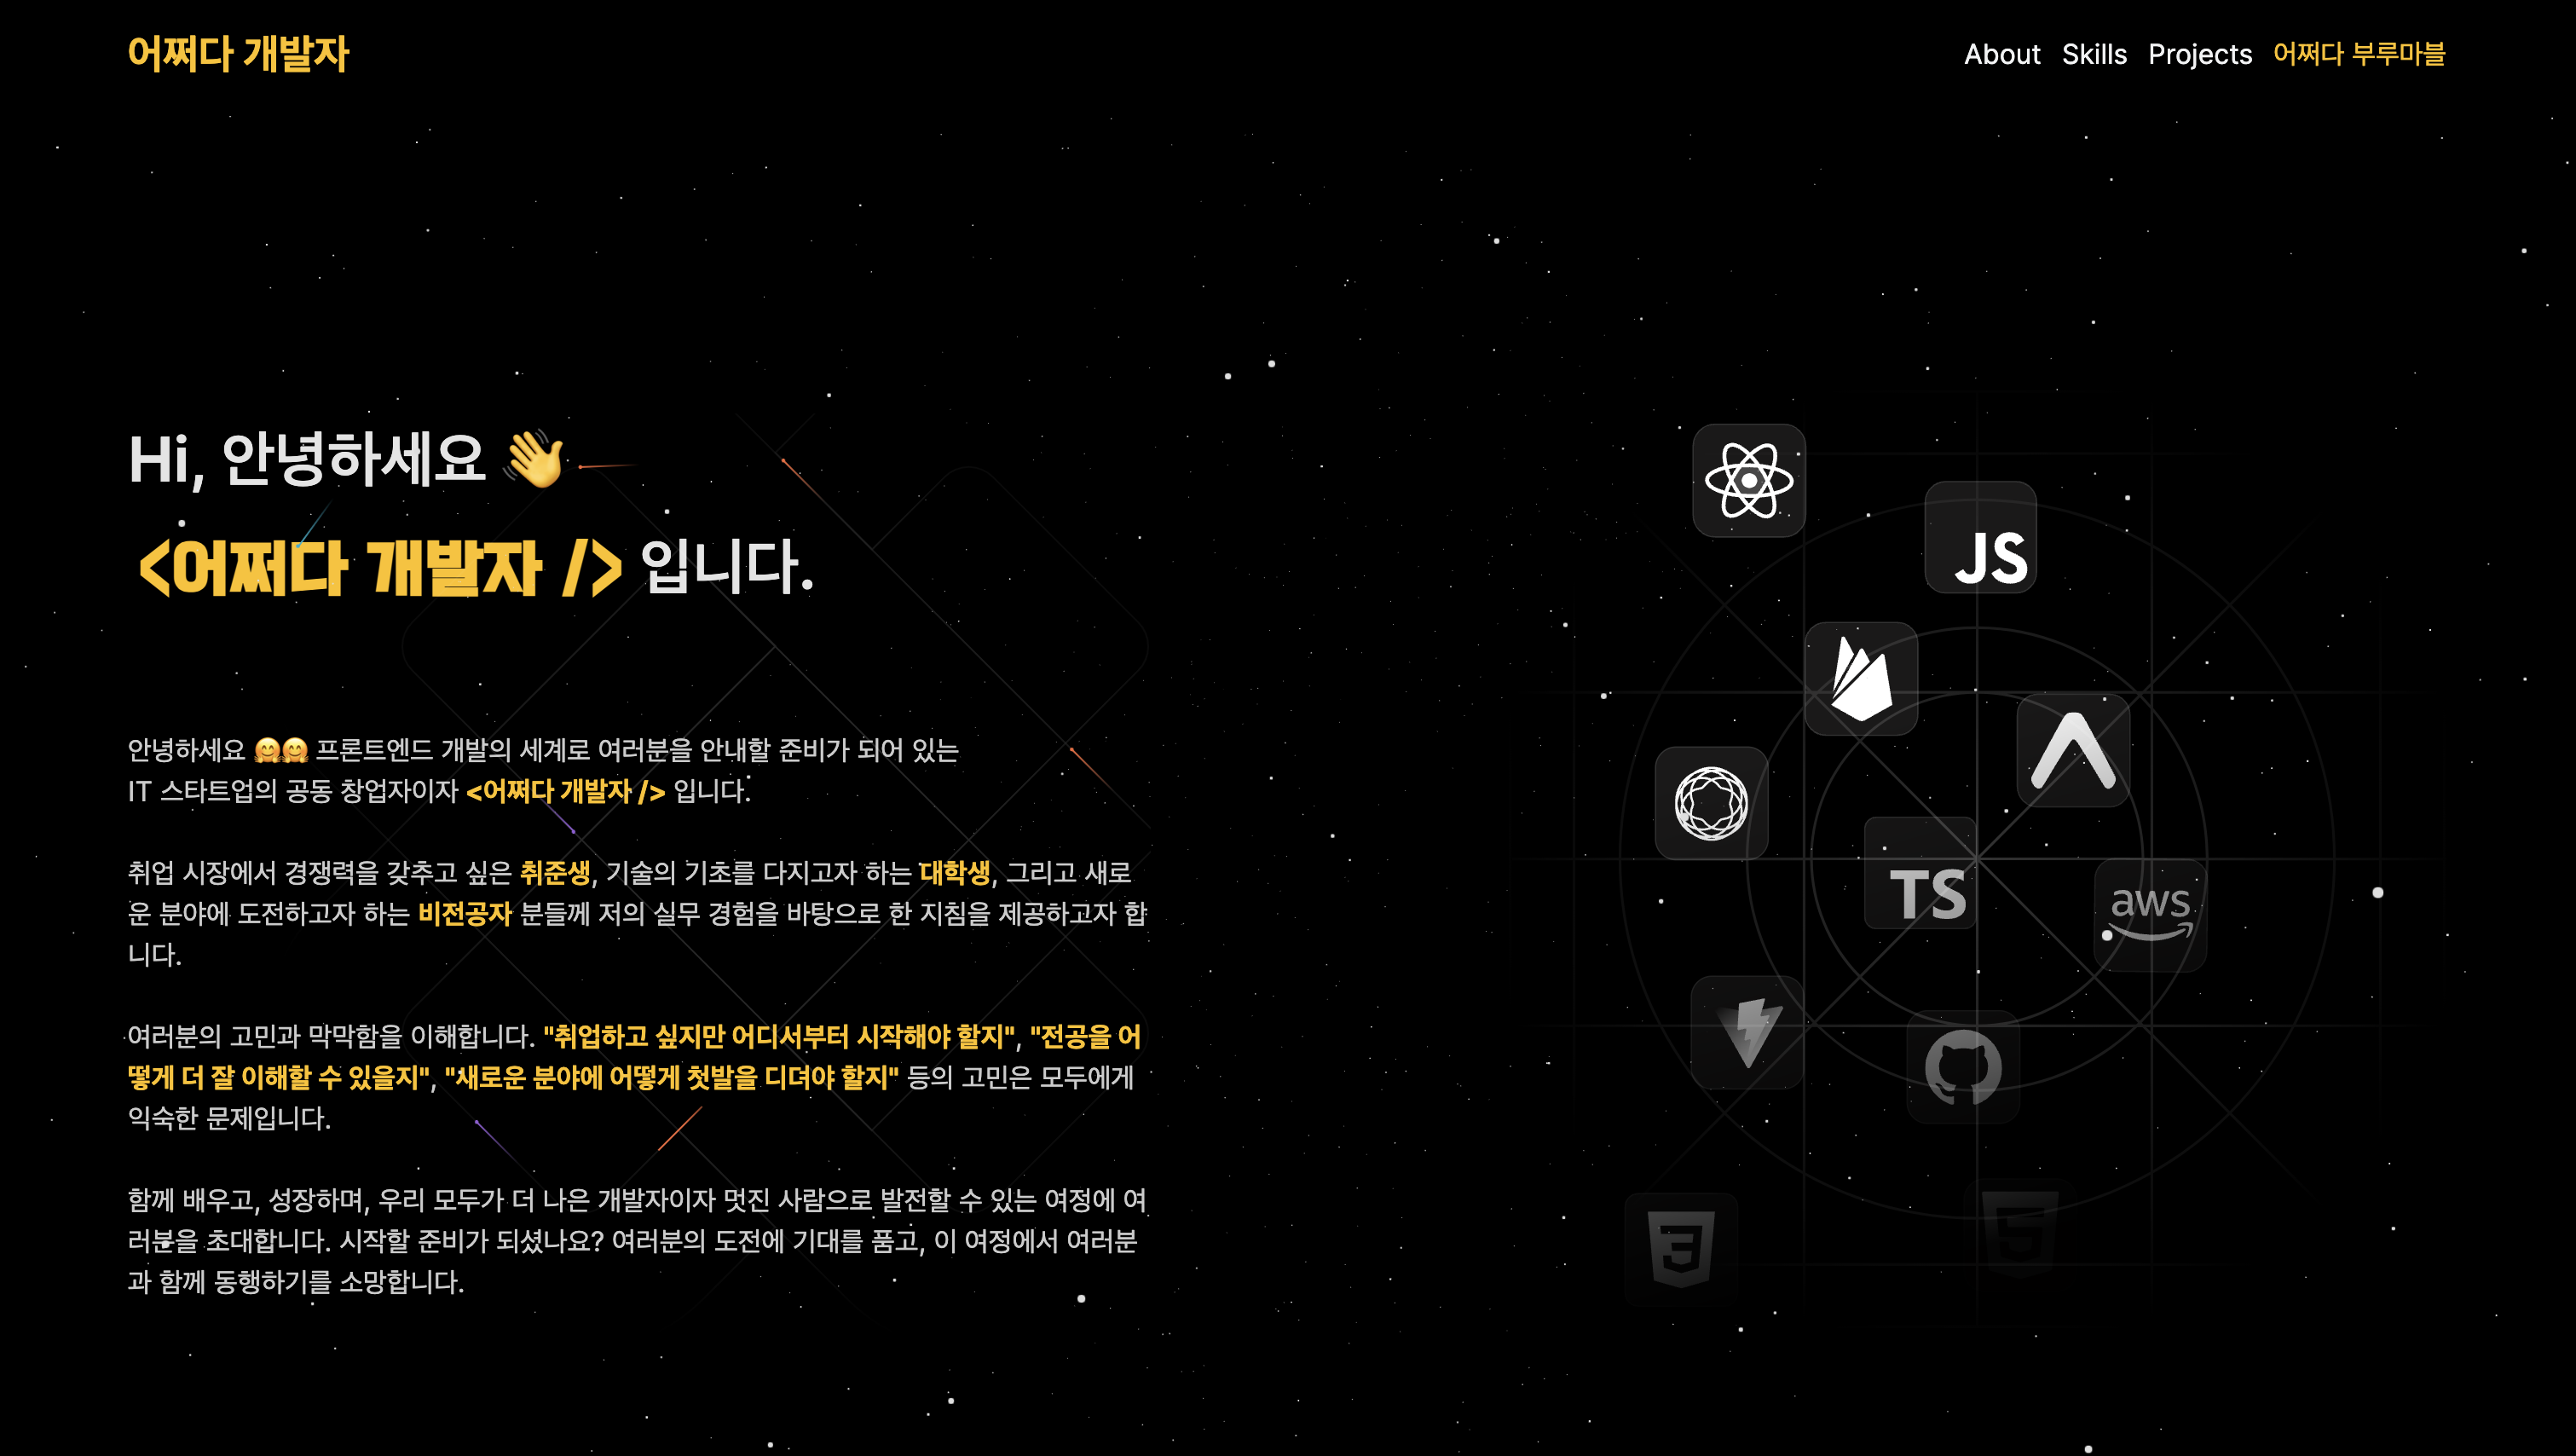 어쩌다 개발자
About Skills Projects 어쩌다 부루마블
Hi, 안녕하세요 👋
<어쩌다 개발자 /> 입니다.
안녕하세요 🤗🤗 프론트엔드 개발의 세계로 여러분을 안내할 준비가 되어 있는
IT 스타트업의 공동 창업자이자 <어쩌다 개발자 /> 입니다.
취업 시장에서 경쟁력을 갖추고 싶은 취준생, 기술의 기초를 다지고자 하는 대학생, 그리고 새로
운 분야에 도전하고자 하는 비전공자 분들께 저의 실무 경험을 바탕으로 한 지침을 제공하고자 합
니다.
여러분의 고민과 막막함을 이해합니다. "취업하고 싶지만 어디서부터 시작해야 할지", "전공을 어
떻게 더 잘 이해할 수 있을지", "새로운 분야에 어떻게 첫발을 디뎌야 할지" 등의 고민은 모두에게
익숙한 문제입니다.
함께 배우고, 성장하며, 우리 모두가 더 나은 개발자이자 멋진 사람으로 발전할 수 있는 여정에 여
러분을 초대합니다. 시작할 준비가 되셨나요? 여러분의 도전에 기대를 품고, 이 여정에서 여러분
과 함께 동행하기를 소망합니다.
JS
TS
aws
3
5